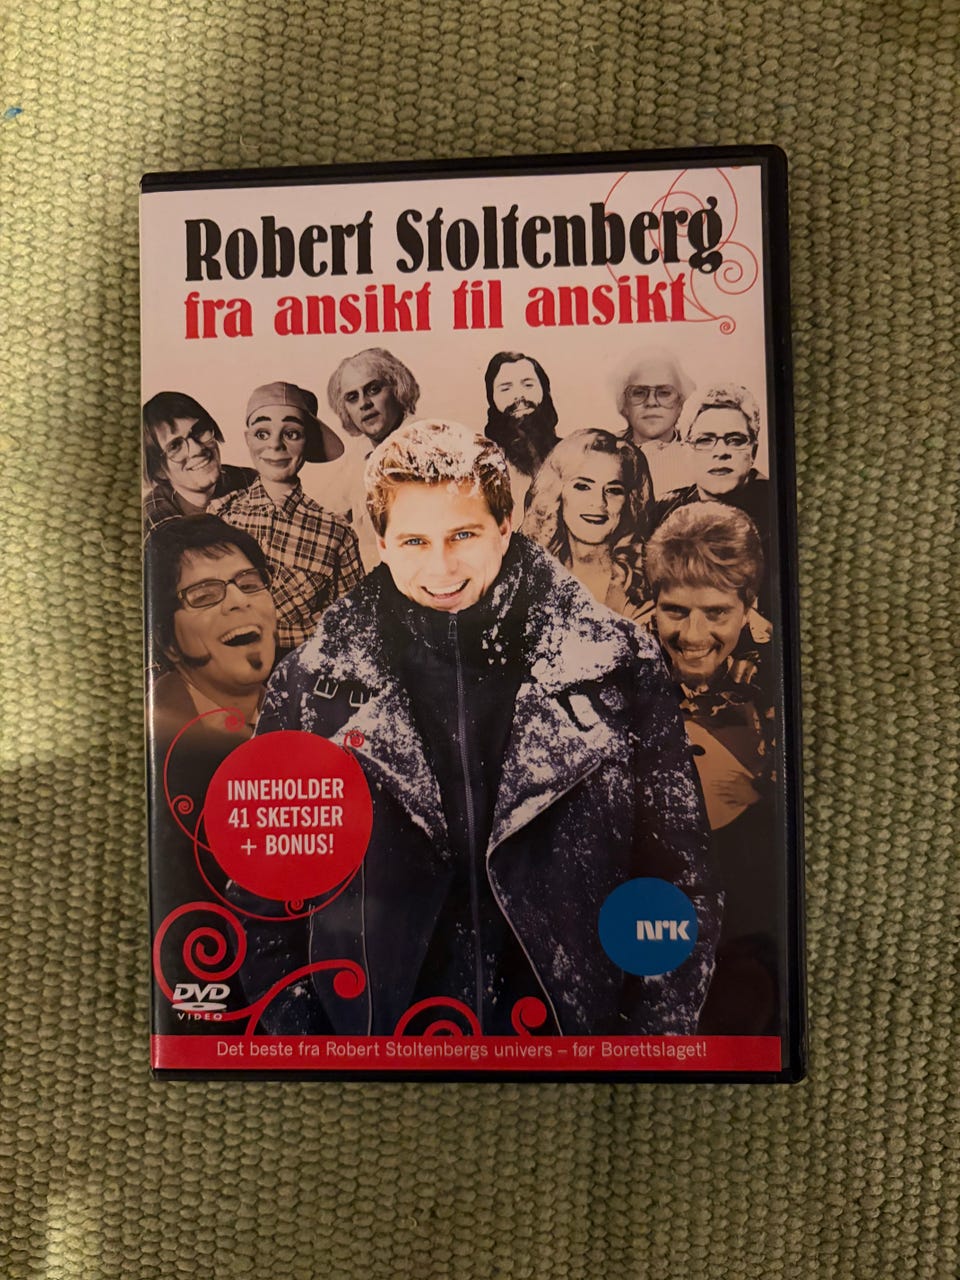 Robert Stoltenberg
fra ansikt til ansikt
INNEHOLDER
41 SKETSJER
+ BONUS!
nrk
DVD
VIDEO
Det beste fra Robert Stoltenbergs univers – før Borettslaget!